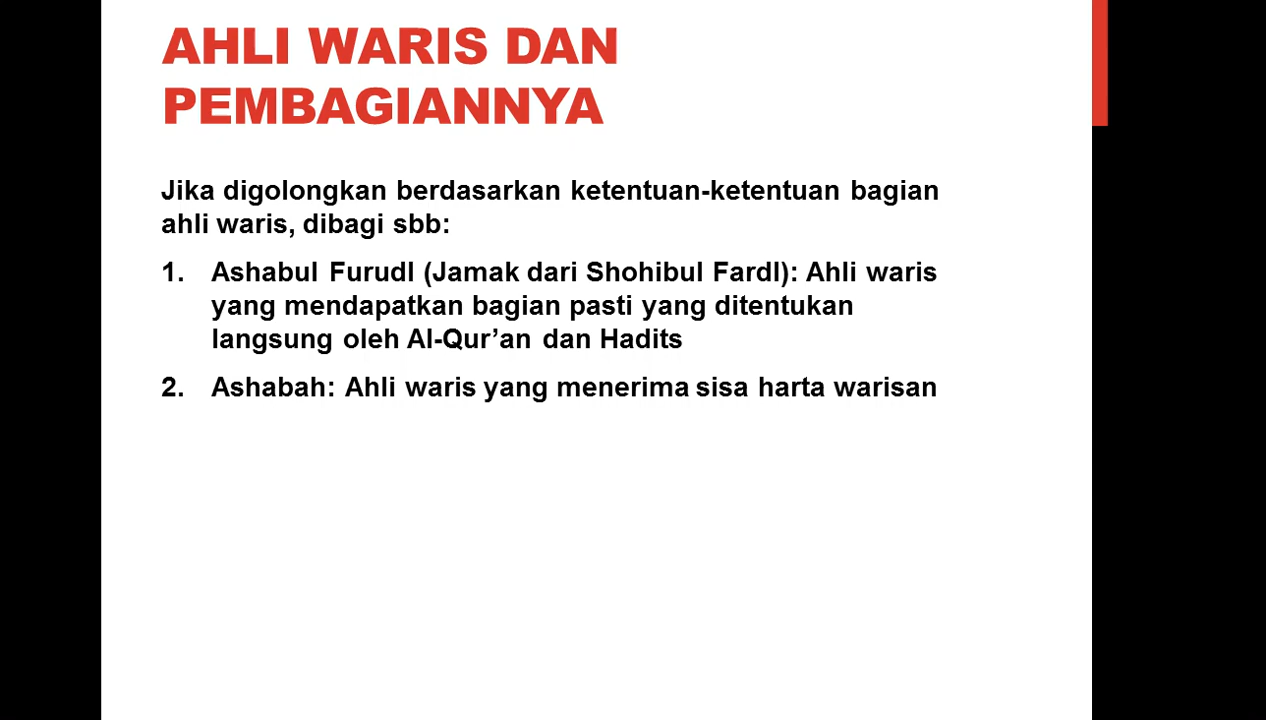 AHLI WARIS DAN
PEMBAGIANNYA
Jika digolongkan berdasarkan ketentuan-ketentuan bagian
ahli waris, dibagi sbb:
1. Ashabul Furudl (Jamak dari Shohibul Fardl): Ahli waris
yang mendapatkan bagian pasti yang ditentukan
langsung oleh Al-Qur’an dan Hadits
2. Ashabah: Ahli waris yang menerima sisa harta warisan